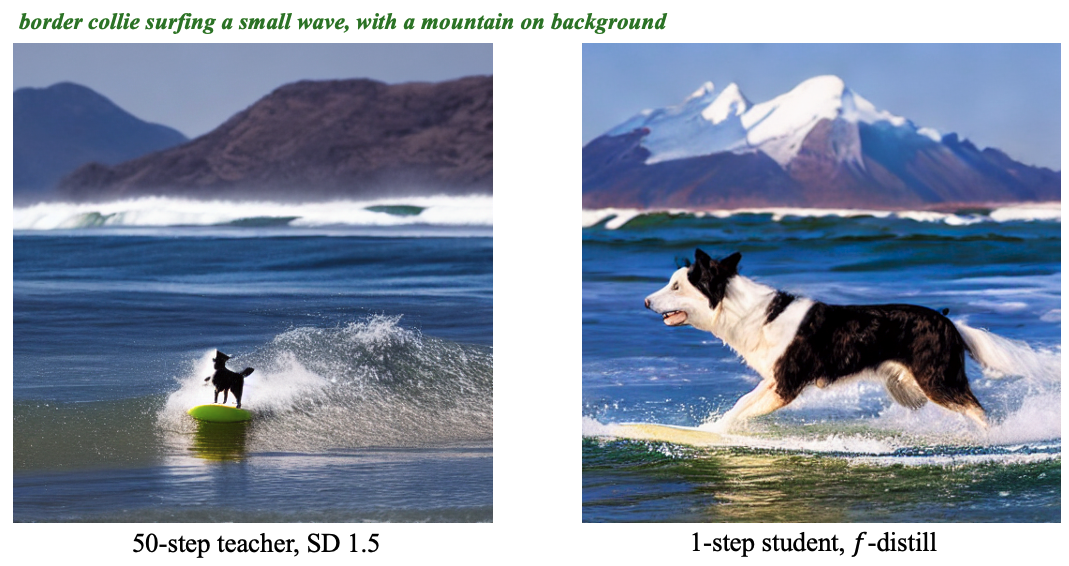 border collie surfing a small wave, with a mountain on background
50-step teacher, SD 1.5
1-step student, f-distill